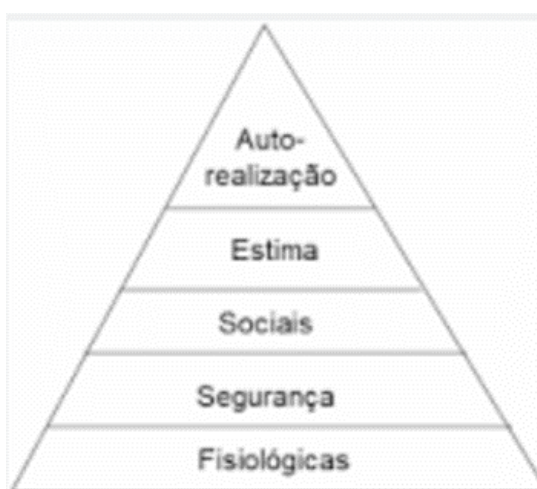 Auto-
realização
Estima
Sociais
Segurança
Fisiológicas